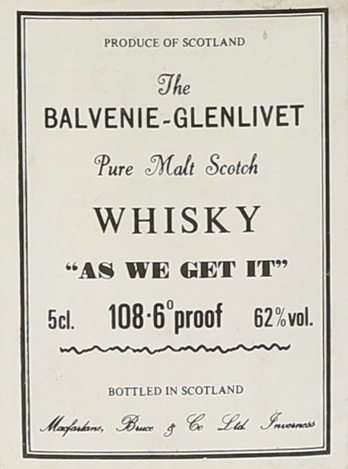 PRODUCE OF SCOTLAND
The
BALVENIE-GLENLIVET
Pure Malt Scotch
WHISKY
"AS WE GET IT"
5cl. 108·6° proof 62% vol.
BOTTLED IN SCOTLAND
Macfarlane, Bruce & Co Ltd. Inverness